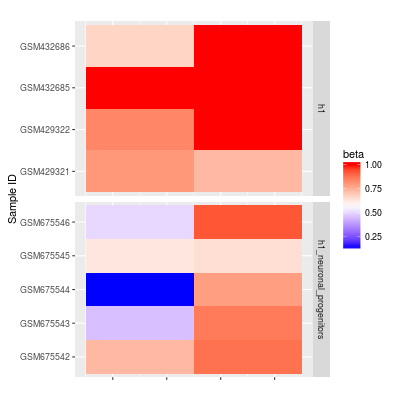 GSM432686
GSM432685
GSM429322
GSM429321
h1
GSM675546
GSM675545
GSM675544
GSM675543
GSM675542
h1_neuronal_progenitors
Sample ID
beta
1.00
0.75
0.50
0.25